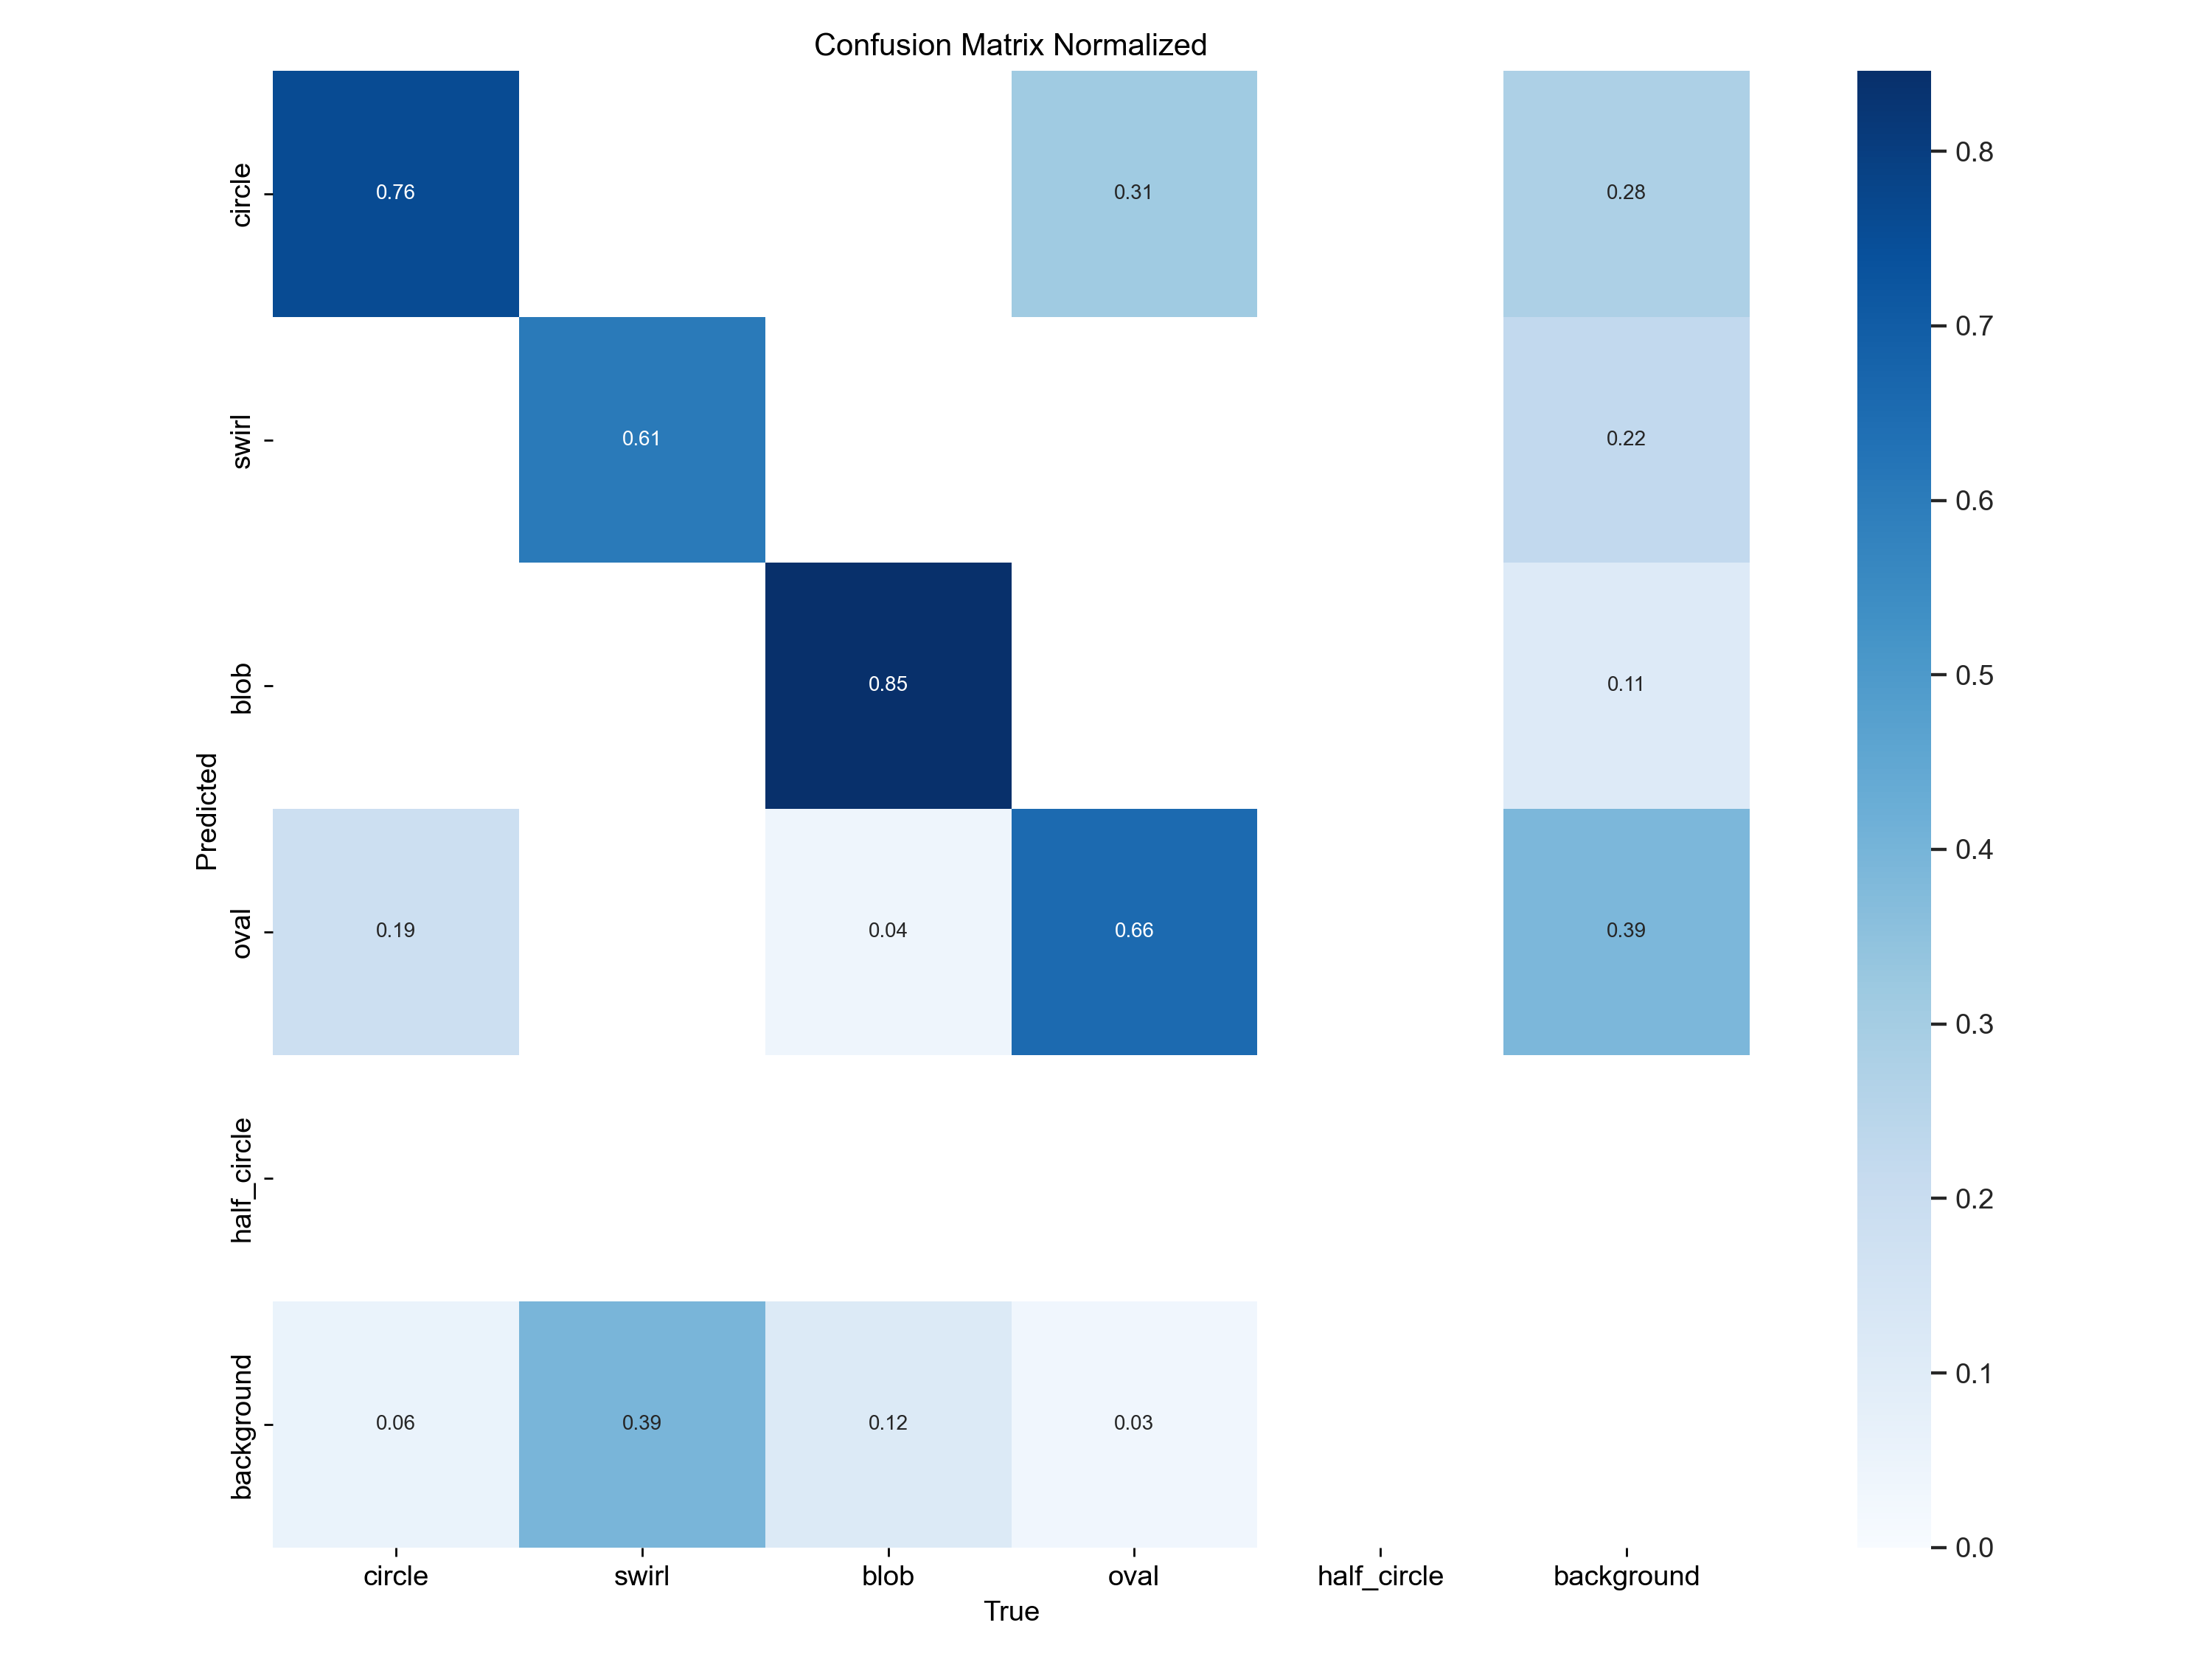 Confusion Matrix Normalized
circle
0.76
0.31
0.28
swirl
0.61
0.22
blob
0.85
0.11
oval
0.19
0.04
0.66
0.39
half_circle
background
0.06
0.39
0.12
0.03
Predicted
circle
swirl
blob
oval
half_circle
background
True
0.8
0.7
0.6
0.5
0.4
0.3
0.2
0.1
0.0